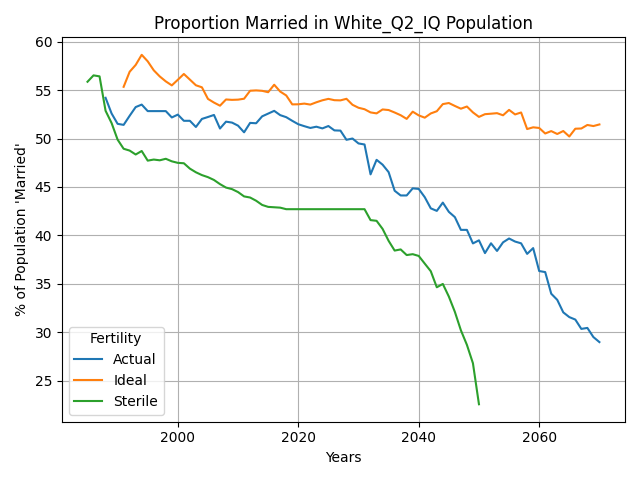 Proportion Married in White_Q2_IQ Population
60
55
50
45
40
35
30
25
% of Population 'Married'
Fertility
Actual
Ideal
Sterile
2000
2020
2040
2060
Years